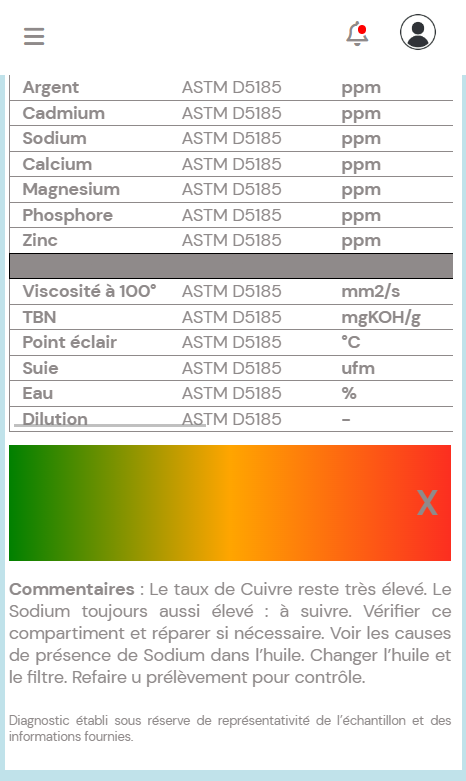 Argent ASTM D5185 ppm
Cadmium ASTM D5185 ppm
Sodium ASTM D5185 ppm
Calcium ASTM D5185 ppm
Magnesium ASTM D5185 ppm
Phosphore ASTM D5185 ppm
Zinc ASTM D5185 ppm
Viscosité à 100° ASTM D5185 mm2/s
TBN ASTM D5185 mgKOH/g
Point éclair ASTM D5185 °C
Suie ASTM D5185 ufm
Eau ASTM D5185 %
Dilution ASTM D5185 -
X
Commentaires : Le taux de Cuivre reste très élevé. Le
Sodium toujours aussi élevé : à suivre. Vérifier ce
compartiment et réparer si nécessaire. Voir les causes
de présence de Sodium dans l'huile. Changer l'huile et
le filtre. Refaire u prélèvement pour contrôle.
Diagnostic établi sous réserve de représentativité de l'échantillon et des
informations fournies.